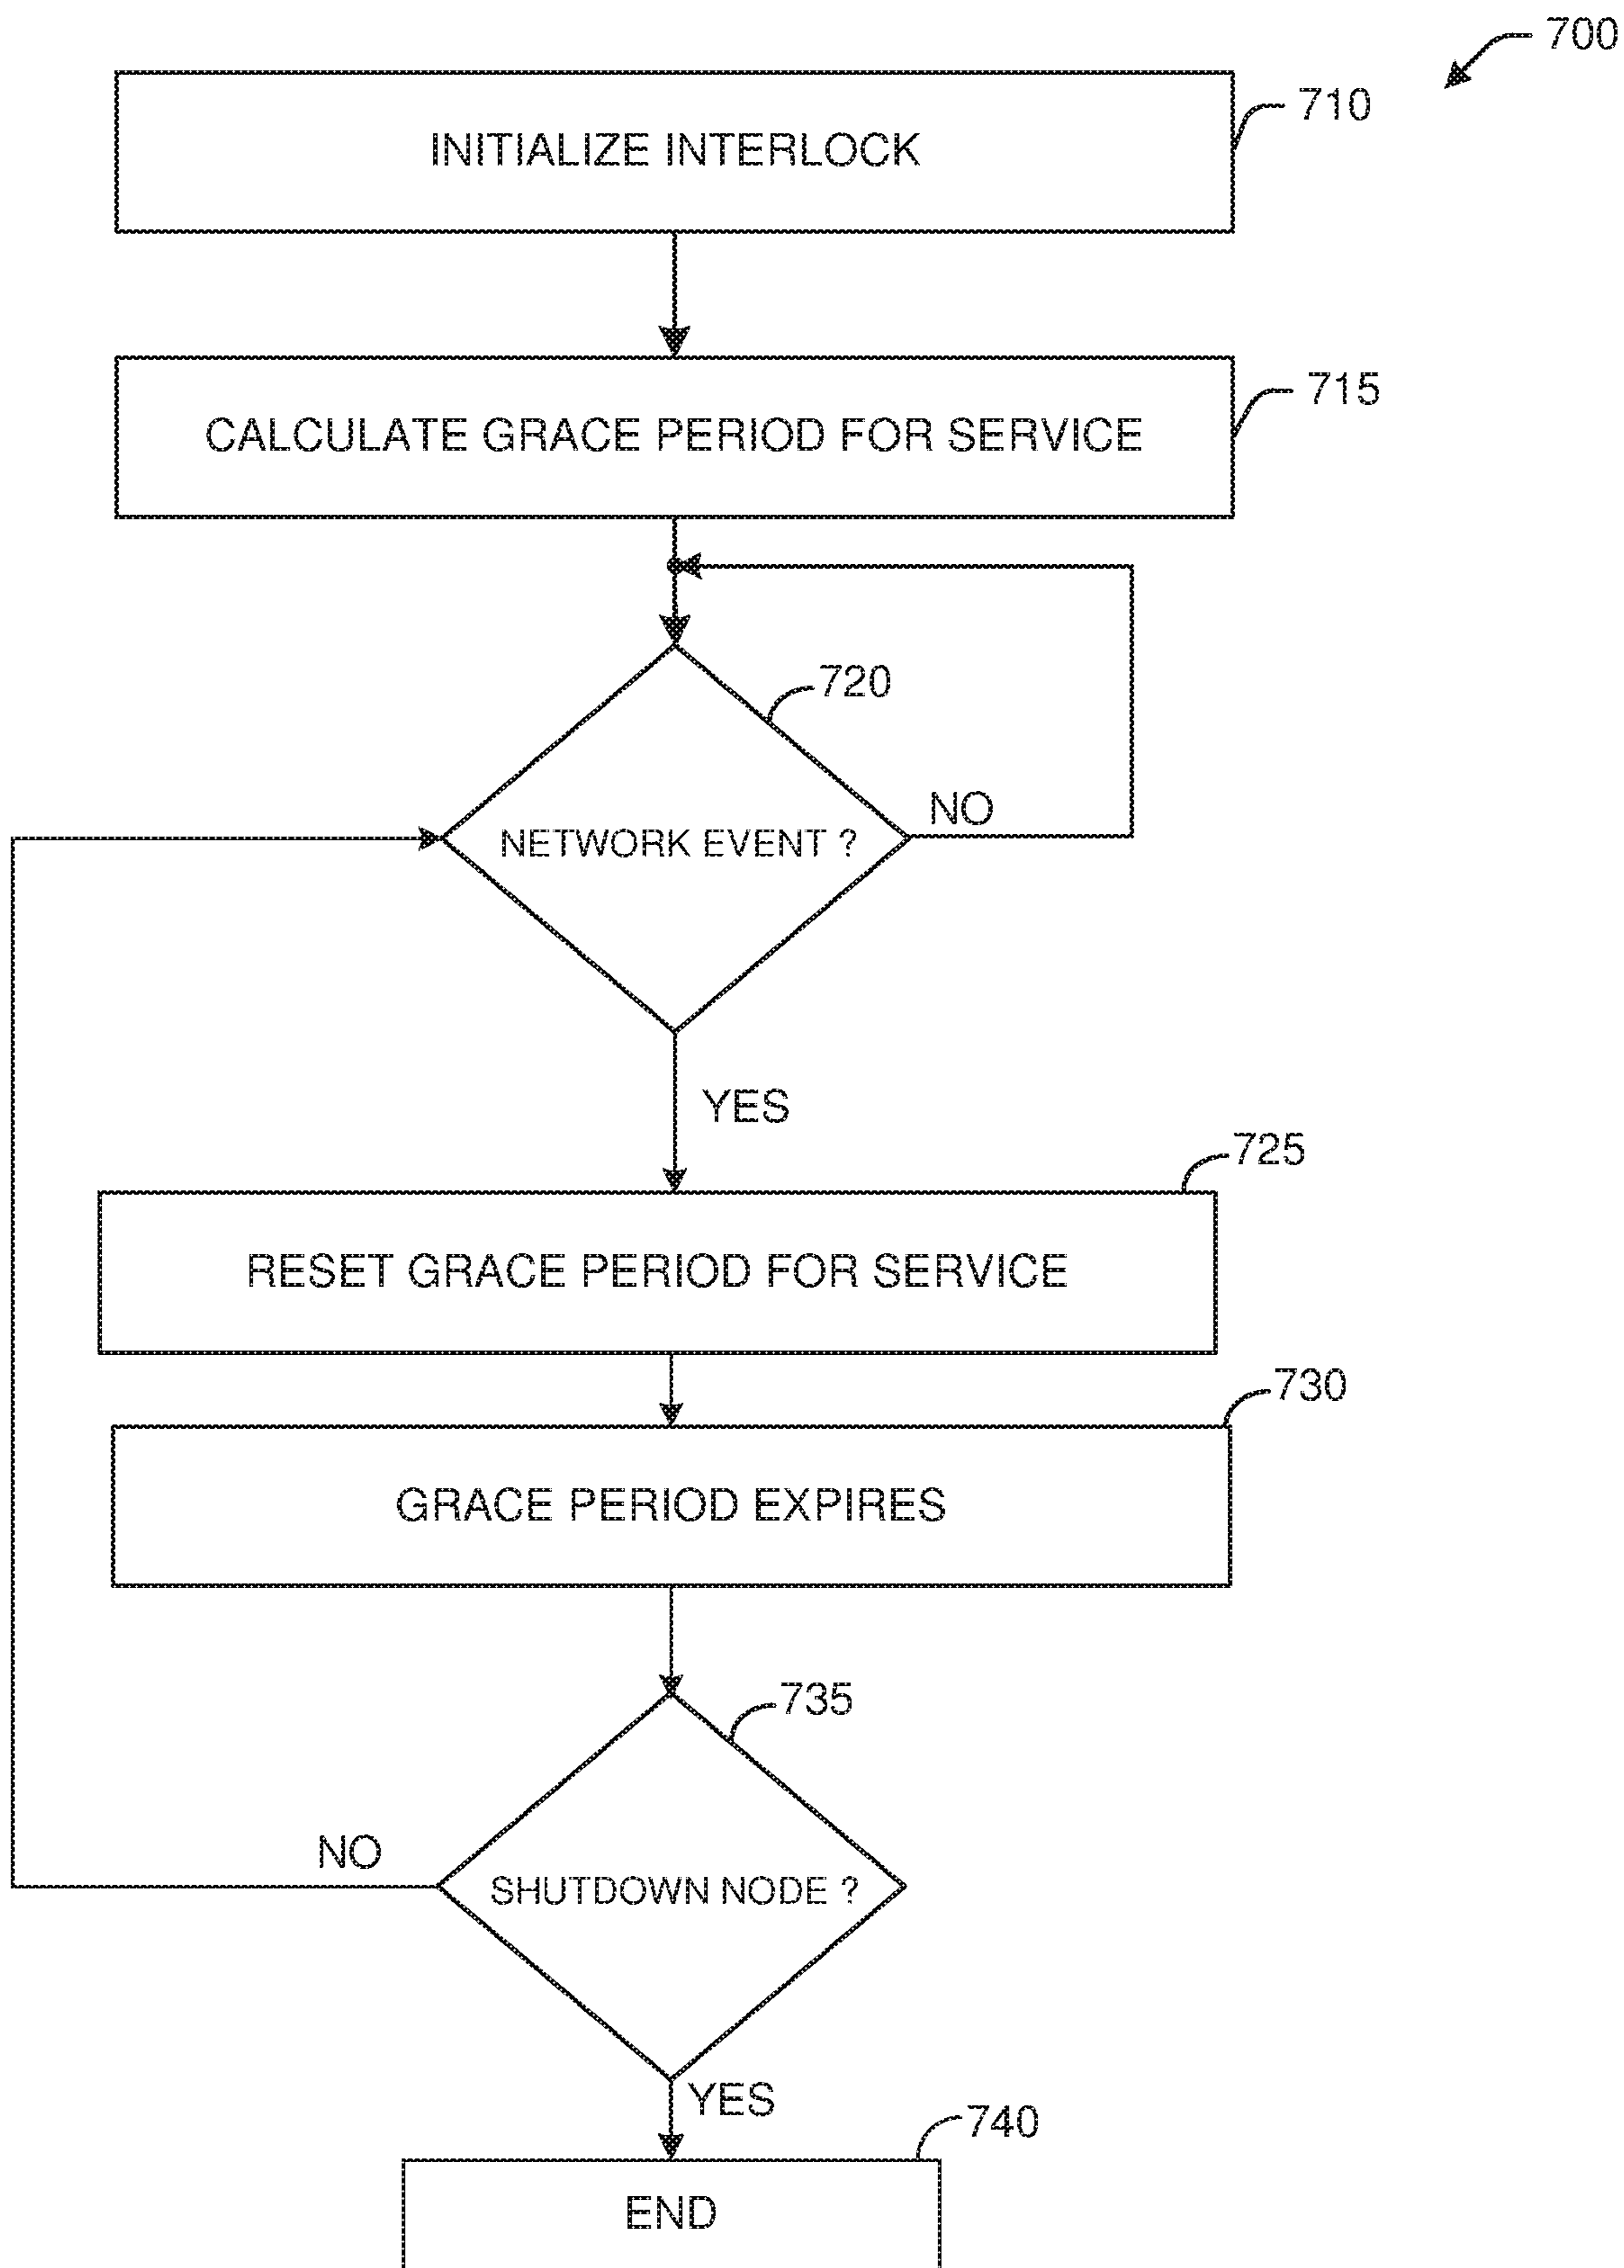 700
710
INITIALIZE INTERLOCK
715
CALCULATE GRACE PERIOD FOR SERVICE
720
NO
NETWORK EVENT ?
YES
725
RESET GRACE PERIOD FOR SERVICE
730
GRACE PERIOD EXPIRES
735
NO
SHUTDOWN NODE ?
YES
740
END